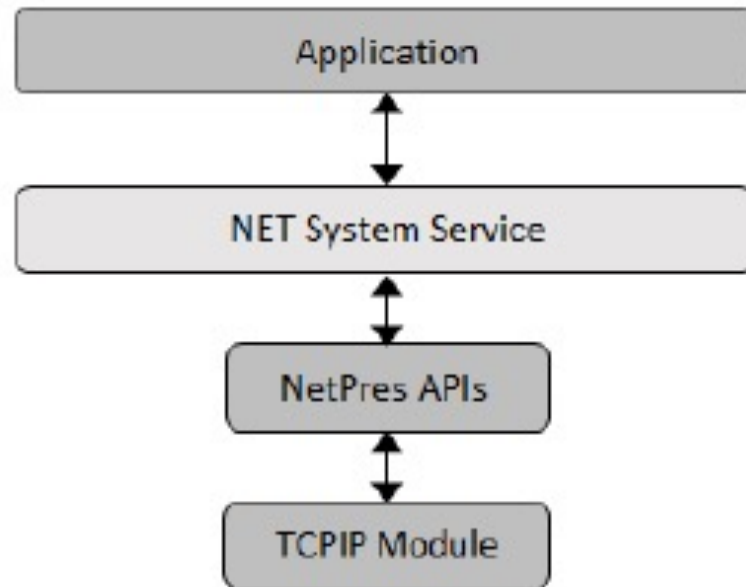 Application
NET System Service
NetPres APIs
TCPIP Module